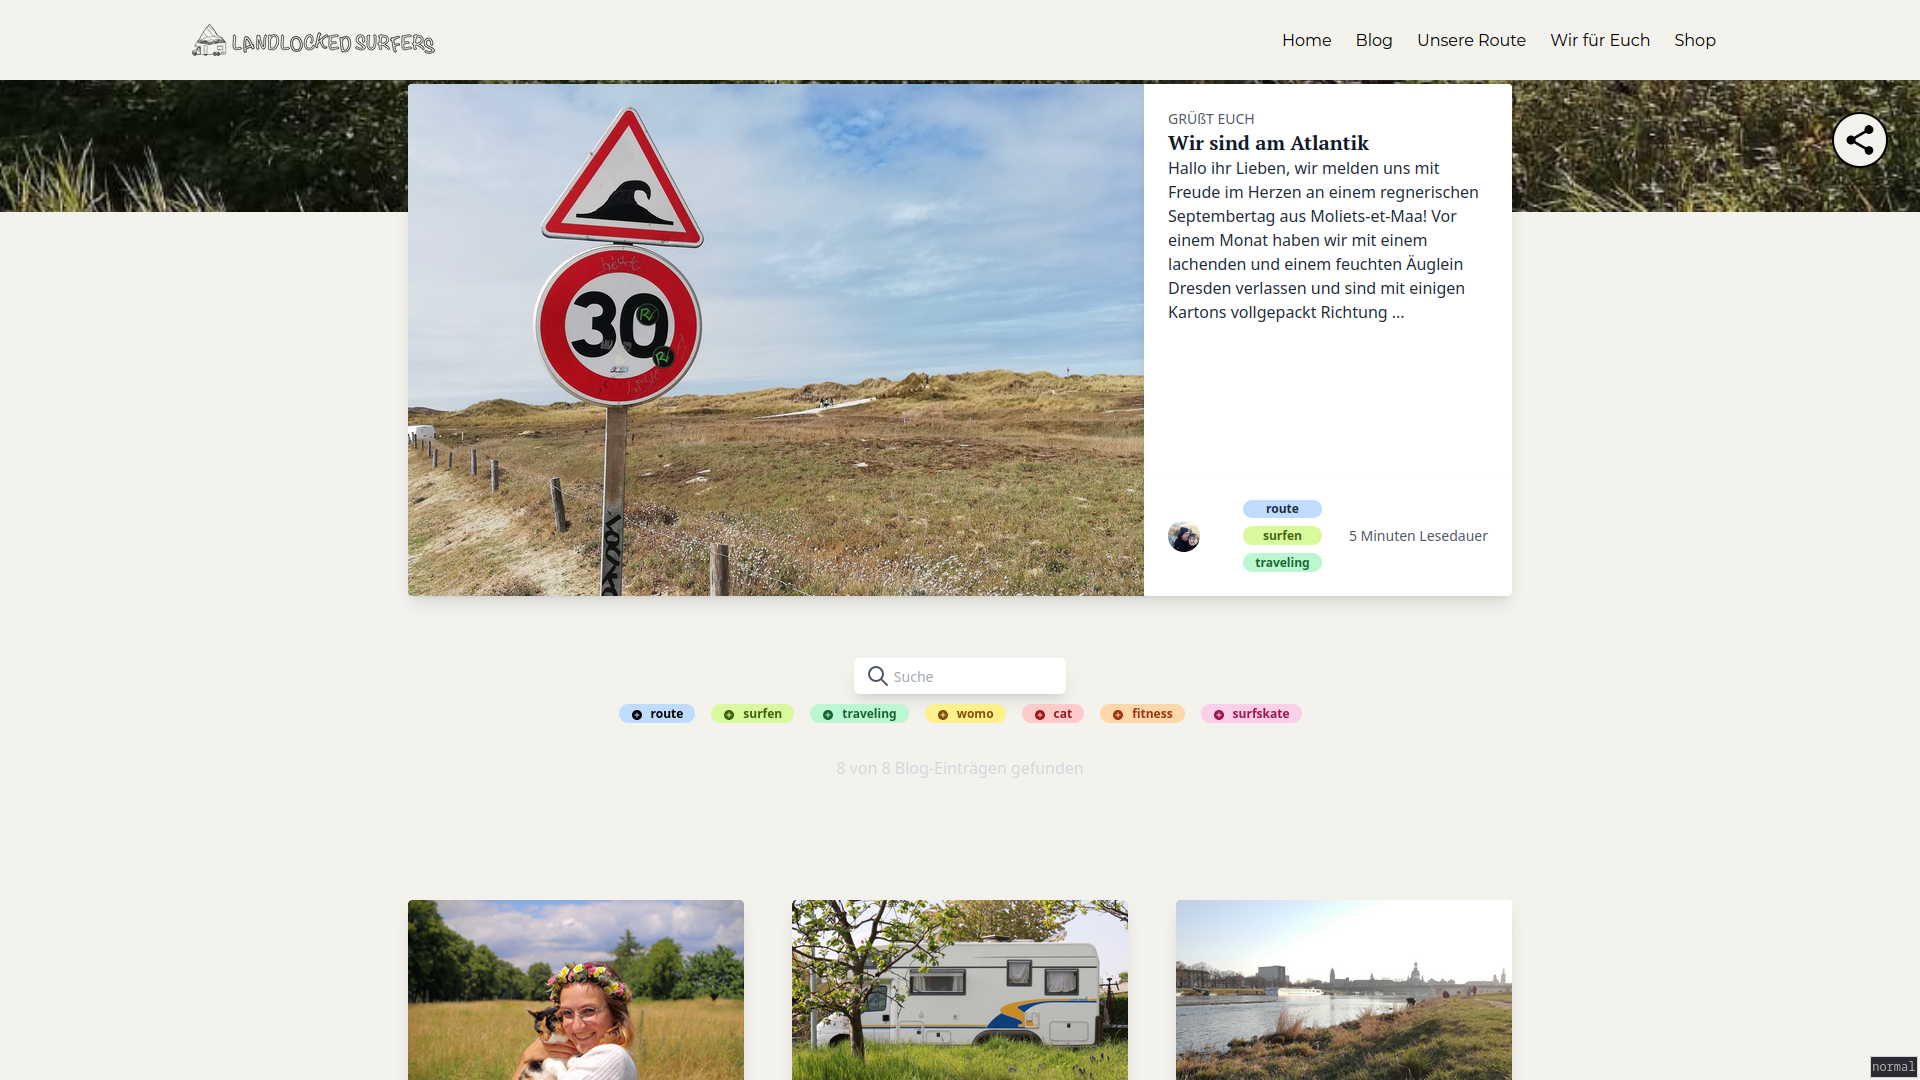 LANDLOCKED SURFERS
Home Blog Unsere Route Wir für Euch Shop
30
GRÜßT EUCH
Wir sind am Atlantik
Hallo ihr Lieben, wir melden uns mit
Freude im Herzen an einem regnerischen
Septembertag aus Moliets-et-Maa! Vor
einem Monat haben wir mit einem
lachenden und einem feuchten Äuglein
Dresden verlassen und sind mit einigen
Kartons vollgepackt Richtung ...
route
surfen
traveling
5 Minuten Lesedauer
Suche
route surfen traveling womo cat fitness surfskate
8 von 8 Blog-Einträgen gefunden
normal